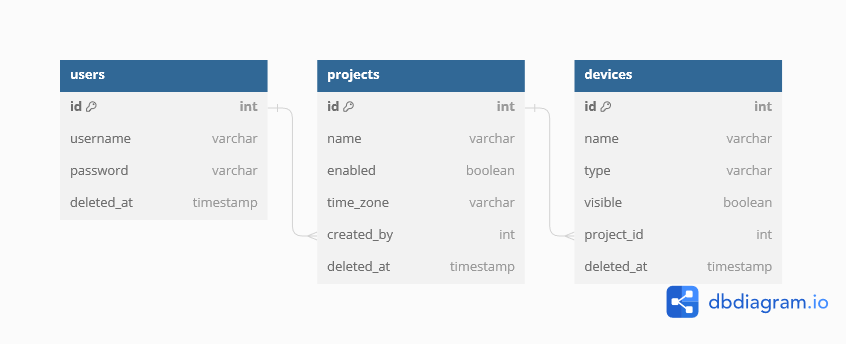 users
id int
username varchar
password varchar
deleted_at timestamp
projects
id int
name varchar
enabled boolean
time_zone varchar
created_by int
deleted_at timestamp
devices
id int
name varchar
type varchar
visible boolean
project_id int
deleted_at timestamp
dbdiagram.io